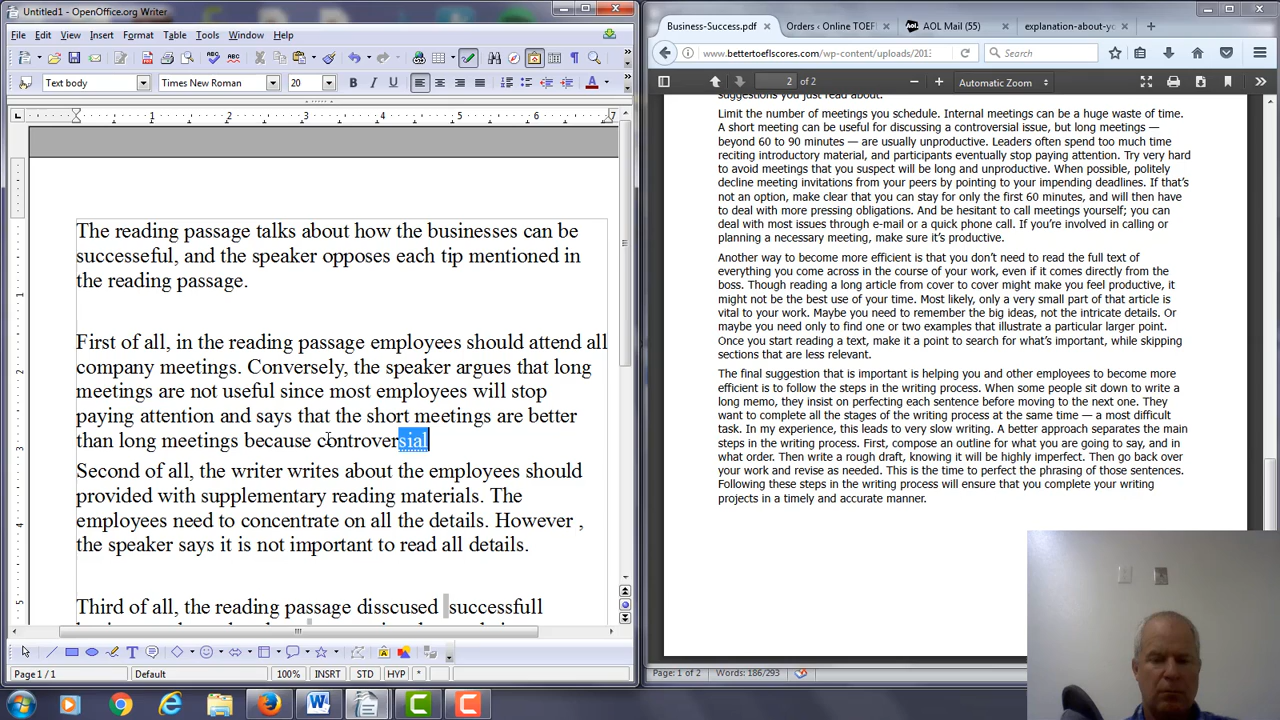 Untitled1 - OpenOffice.org Writer
File Edit View Insert Format Table Tools Window Help
Text body Times New Roman 20
1 2 3 4 5 6 7
The reading passage talks about how the businesses can be
successeful, and the speaker opposes each tip mentioned in
the reading passage.
First of all, in the reading passage employees should attend all
company meetings. Conversely, the speaker argues that long
meetings are not useful since most employees will stop
paying attention and says that the short meetings are better
than long meetings because controversial
Second of all, the writer writes about the employees should
provided with supplementary reading materials. The
employees need to concentrate on all the details. However ,
the speaker says it is not important to read all details.
Third of all, the reading passage disscused successfull
Page 1 / 1 Default 100% INSRT STD HYP * Words: 186/293
Business-Success.pdf Orders ‹ Online TOEFL AOL Mail (55) explanation-about-yo
www.bettertoeflscores.com/wp-content/uploads/2013 Search
2 of 2 Automatic Zoom
suggestions you just read about.
Limit the number of meetings you schedule. Internal meetings can be a huge waste of time.
A short meeting can be useful for discussing a controversial issue, but long meetings —
beyond 60 to 90 minutes — are usually unproductive. Leaders often spend too much time
reciting introductory material, and participants eventually stop paying attention. Try very hard
to avoid meetings that you suspect will be long and unproductive. When possible, politely
decline meeting invitations from your peers by pointing to your impending deadlines. If that's
not an option, make clear that you can stay for only the first 60 minutes, and will then have
to deal with more pressing obligations. And be hesitant to call meetings yourself; you can
deal with most issues through e-mail or a quick phone call. If you're involved in calling or
planning a necessary meeting, make sure it's productive.
Another way to become more efficient is that you don't need to read the full text of
everything you come across in the course of your work, even if it comes directly from the
boss. Though reading a long article from cover to cover might make you feel productive, it
might not be the best use of your time. Most likely, only a very small part of that article is
vital to your work. Maybe you need to remember the big ideas, not the intricate details. Or
maybe you need only to find one or two examples that illustrate a particular larger point.
Once you start reading a text, make it a point to search for what's important, while skipping
sections that are less relevant.
The final suggestion that is important is helping you and other employees to become more
efficient is to follow the steps in the writing process. When some people sit down to write a
long memo, they insist on perfecting each sentence before moving to the next one. They
want to complete all the stages of the writing process at the same time — a most difficult
task. In my experience, this leads to very slow writing. A better approach separates the main
steps in the writing process. First, compose an outline for what you are going to say, and in
what order. Then write a rough draft, knowing it will be highly imperfect. Then go back over
your work and revise as needed. This is the time to perfect the phrasing of those sentences.
Following these steps in the writing process will ensure that you complete your writing
projects in a timely and accurate manner.
Page: 1 of 2